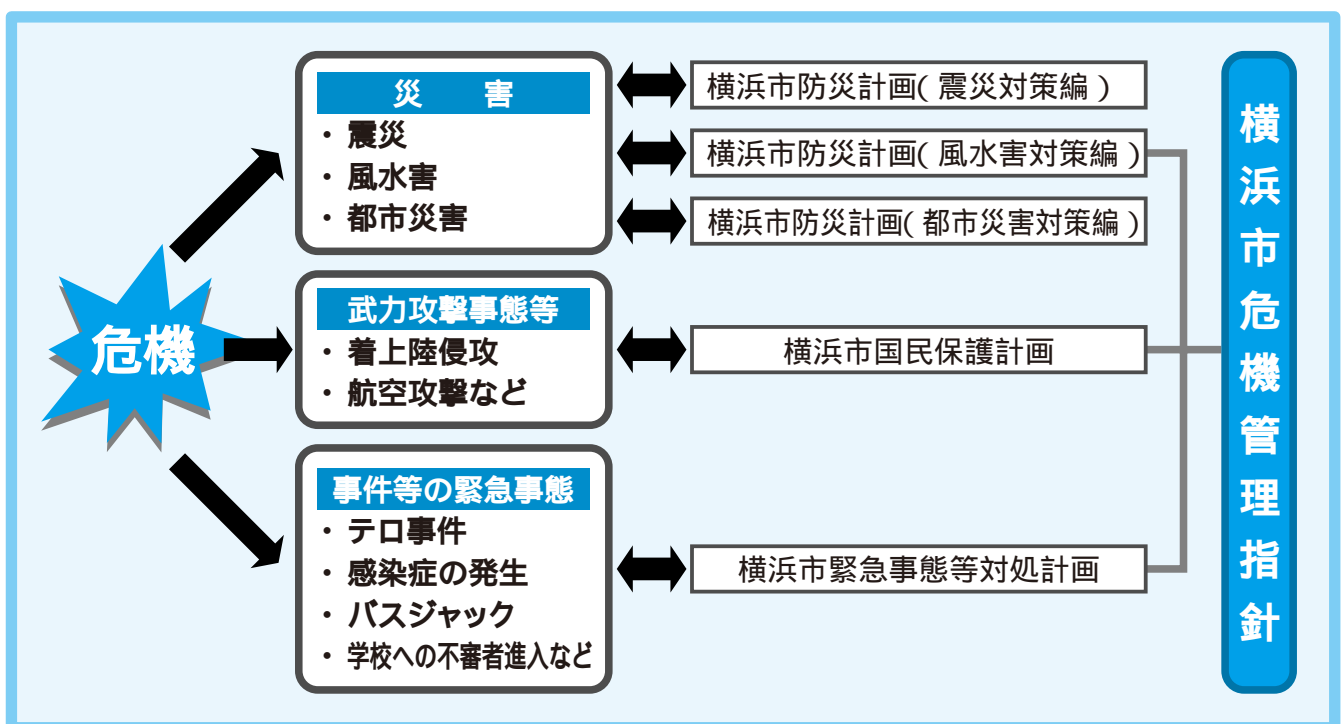 危機
災　害
・震災
・風水害
・都市災害
横浜市防災計画(震災対策編)
横浜市防災計画(風水害対策編)
横浜市防災計画(都市災害対策編)
武力攻撃事態等
・着上陸侵攻
・航空攻撃など
横浜市国民保護計画
事件等の緊急事態
・テロ事件
・感染症の発生
・バスジャック
・学校への不審者進入など
横浜市緊急事態等対処計画
横浜市危機管理指針